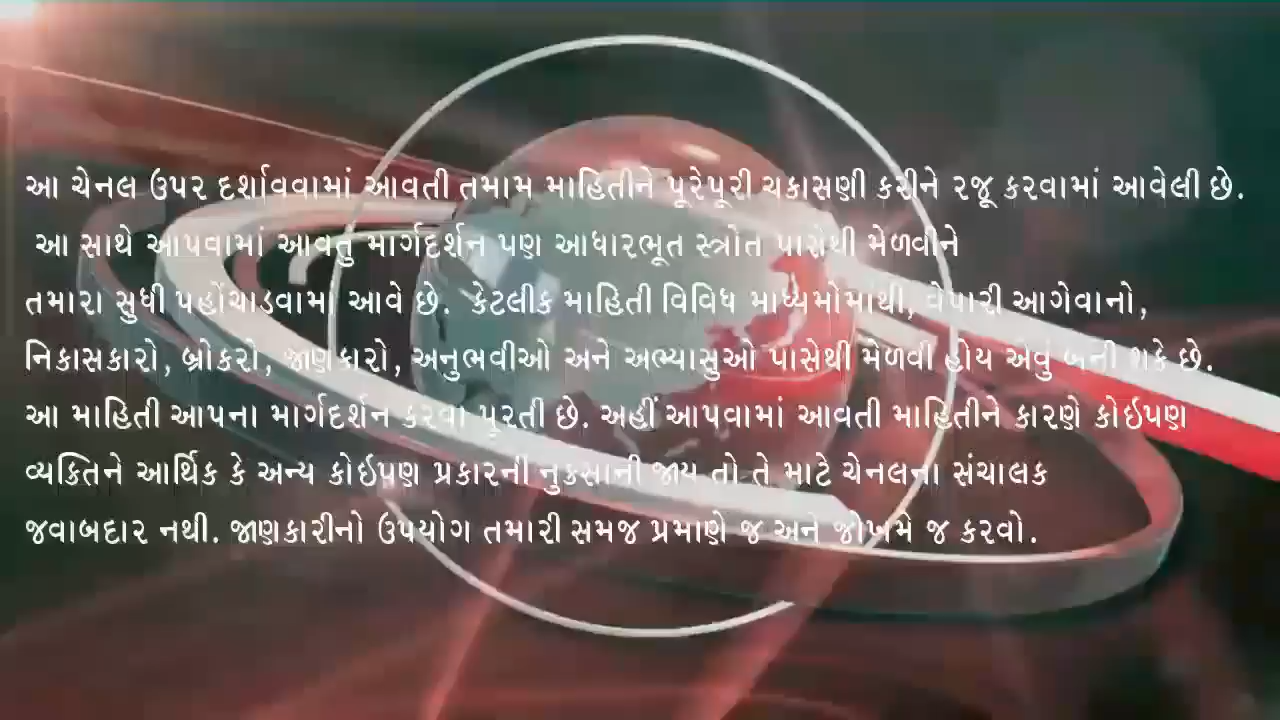 આ ચેનલ ઉપર દર્શાવવામાં આવતી તમામ માહિતીને પૂરેપૂરી ચકાસણી કરીને રજૂ કરવામાં આવેલી છે.
આ સાથે આપવામાં આવતું માર્ગદર્શન પણ આધારભૂત સ્ત્રોત પાસેથી મેળવીને
તમારા સુધી પહોંચાડવામાં આવે છે. કેટલીક માહિતી વિવિધ માધ્યમોમાંથી, વેપારી આગેવાનો,
નિકાસકારો, બ્રોકરો, જાણકારો, અનુભવીઓ અને અભ્યાસુઓ પાસેથી મેળવી હોય એવું બની શકે છે.
આ માહિતી આપના માર્ગદર્શન કરવા પૂરતી છે. અહીં આપવામાં આવતી માહિતીને કારણે કોઇપણ
વ્યકિતને આર્થિક કે અન્ય કોઇપણ પ્રકારની નુકસાની જાય તો તે માટે ચેનલના સંચાલક
જવાબદાર નથી. જાણકારીનો ઉપયોગ તમારી સમજ પ્રમાણે જ અને જોખમે જ કરવો.